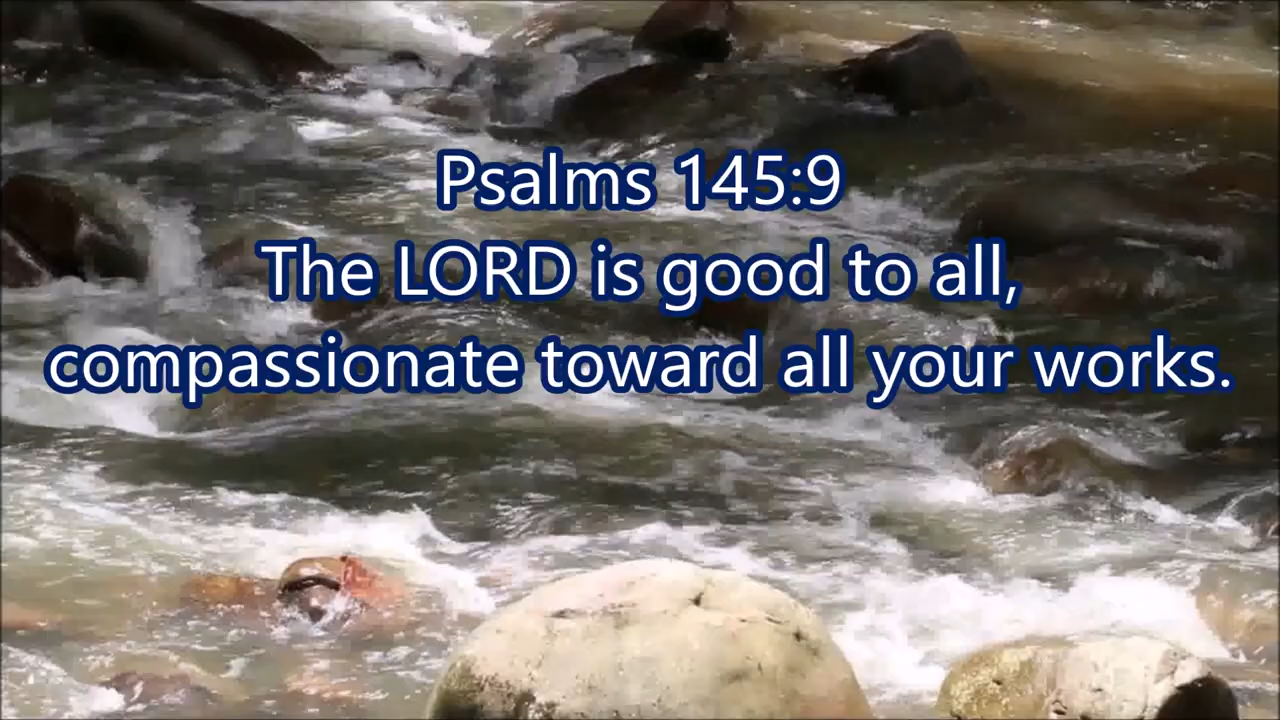 Psalms 145:9
The LORD is good to all,
compassionate toward all your works.